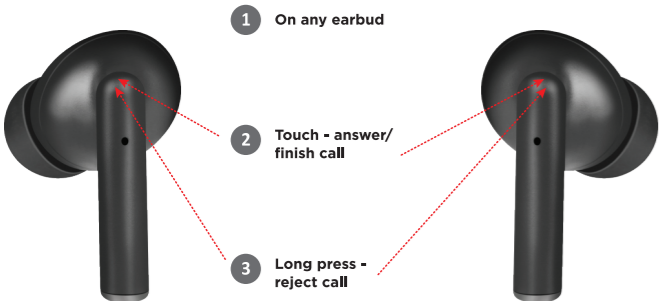 1 On any earbud
2 Touch - answer/
finish call
3 Long press -
reject call